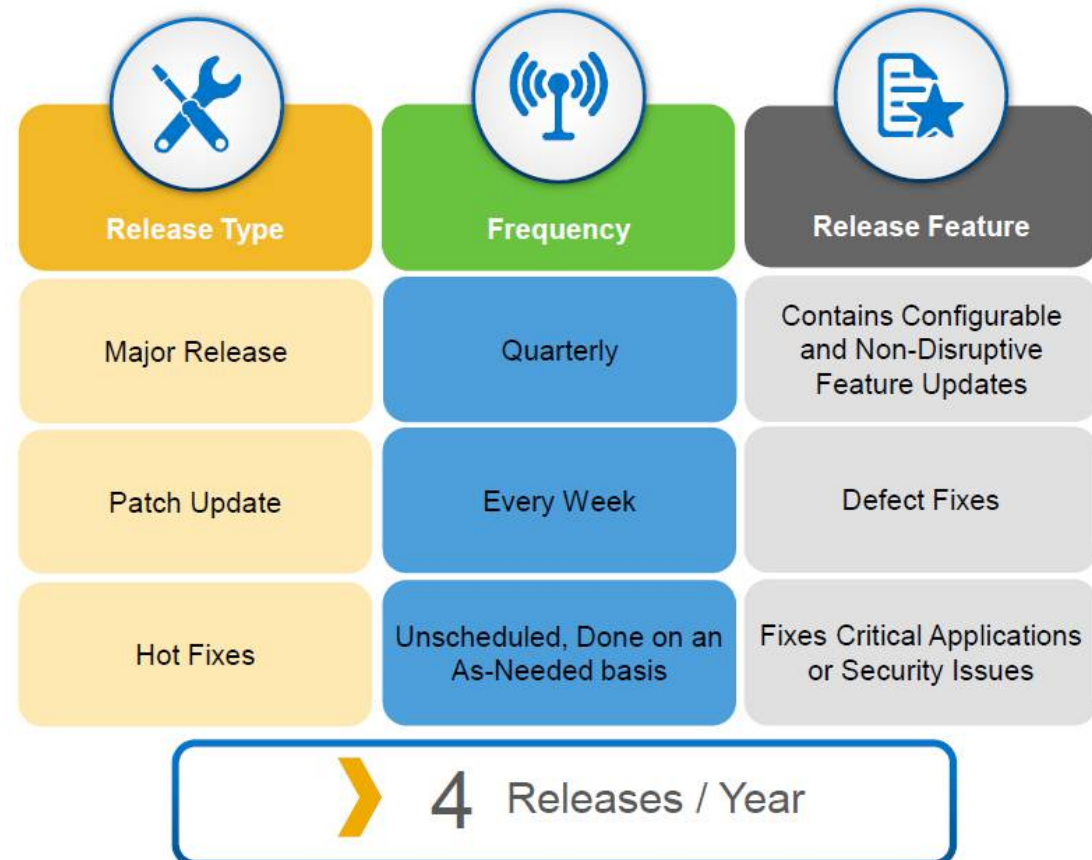 Release Type
Frequency
Release Feature
Major Release
Quarterly
Contains Configurable
and Non-Disruptive
Feature Updates
Patch Update
Every Week
Defect Fixes
Hot Fixes
Unscheduled, Done on an
As-Needed basis
Fixes Critical Applications
or Security Issues
4 Releases / Year